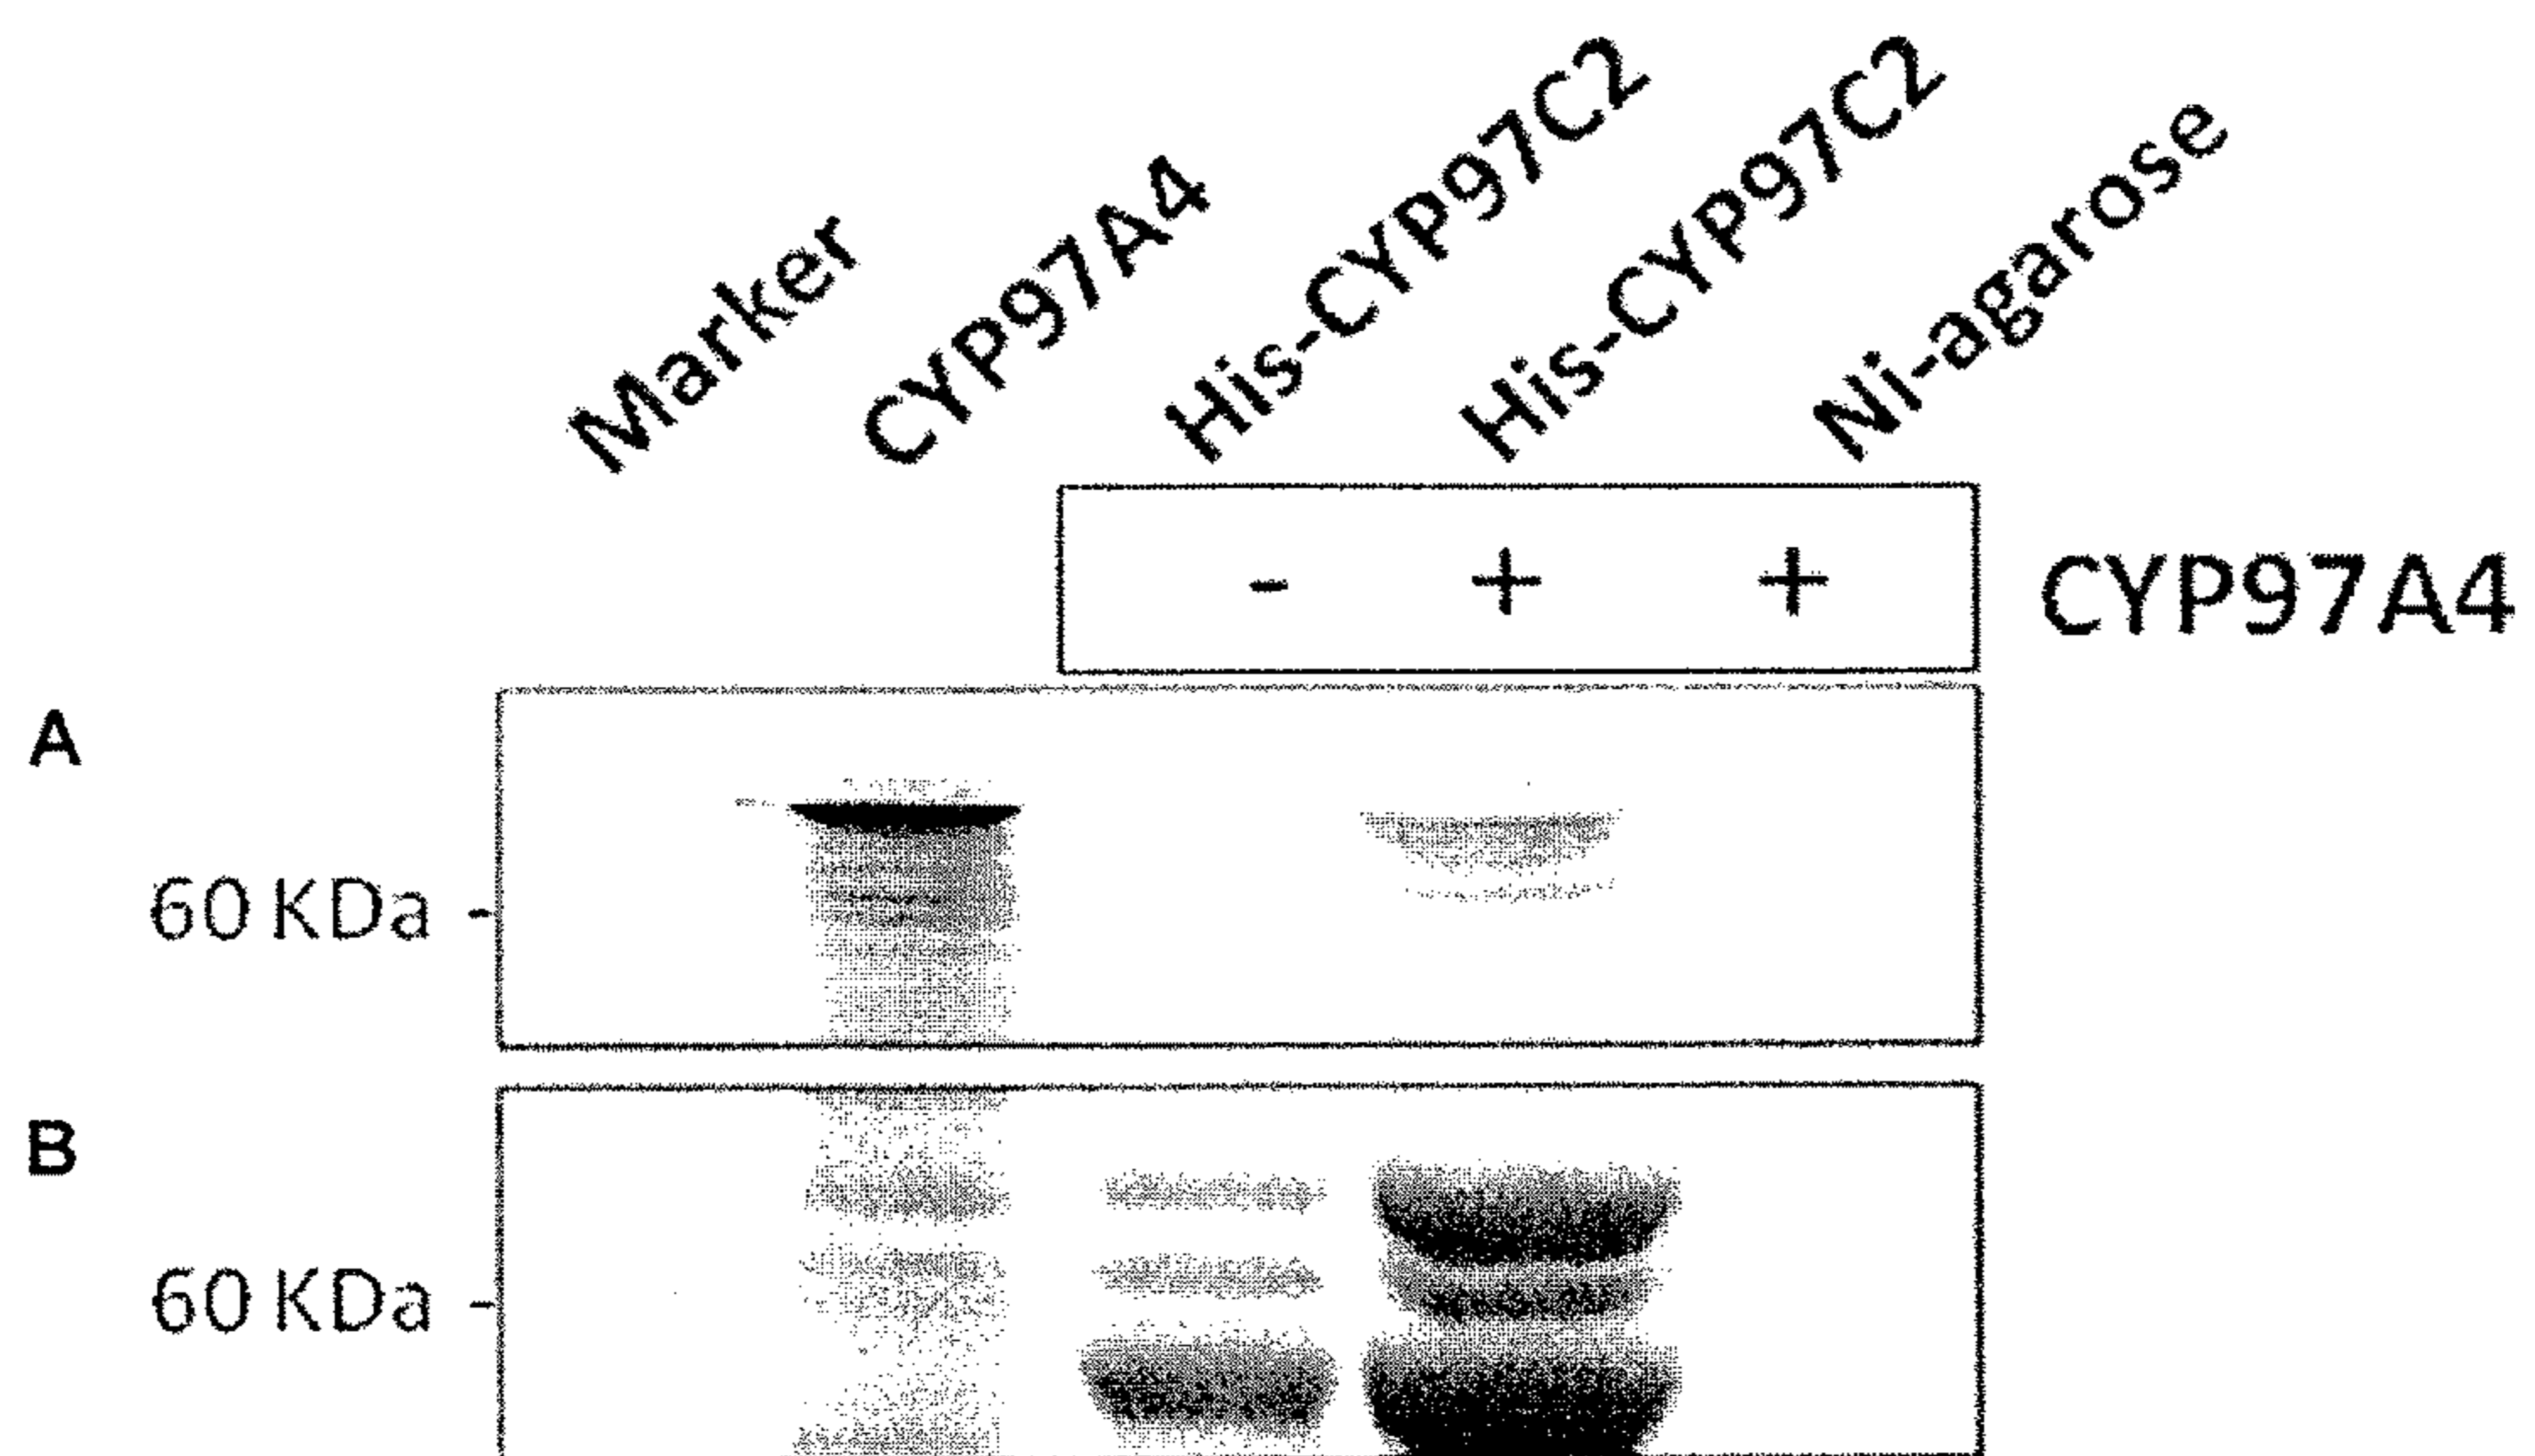 Marker
CYP97A4
His-CYP97C2
His-CYP97C2
Ni-agarose
- + + CYP97A4
A
60 KDa -
B
60 KDa -